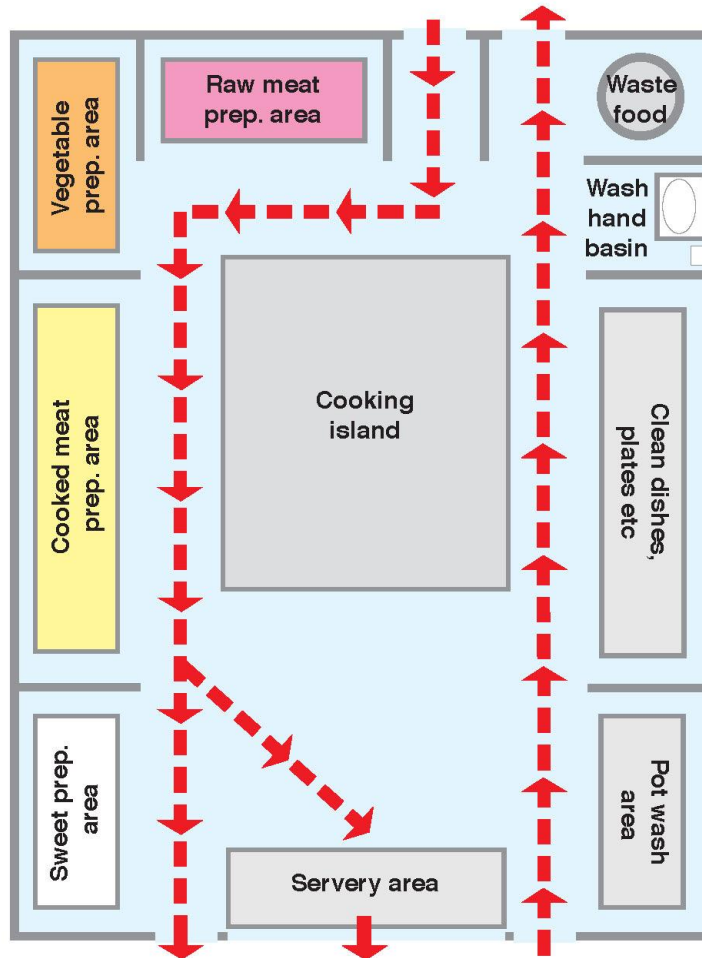 Vegetable
prep. area
Raw meat
prep. area
Waste
food
Wash
hand
basin
Cooked meat
prep. area
Cooking
island
Clean dishes,
plates etc
Sweet prep.
area
Servery area
Pot wash
area